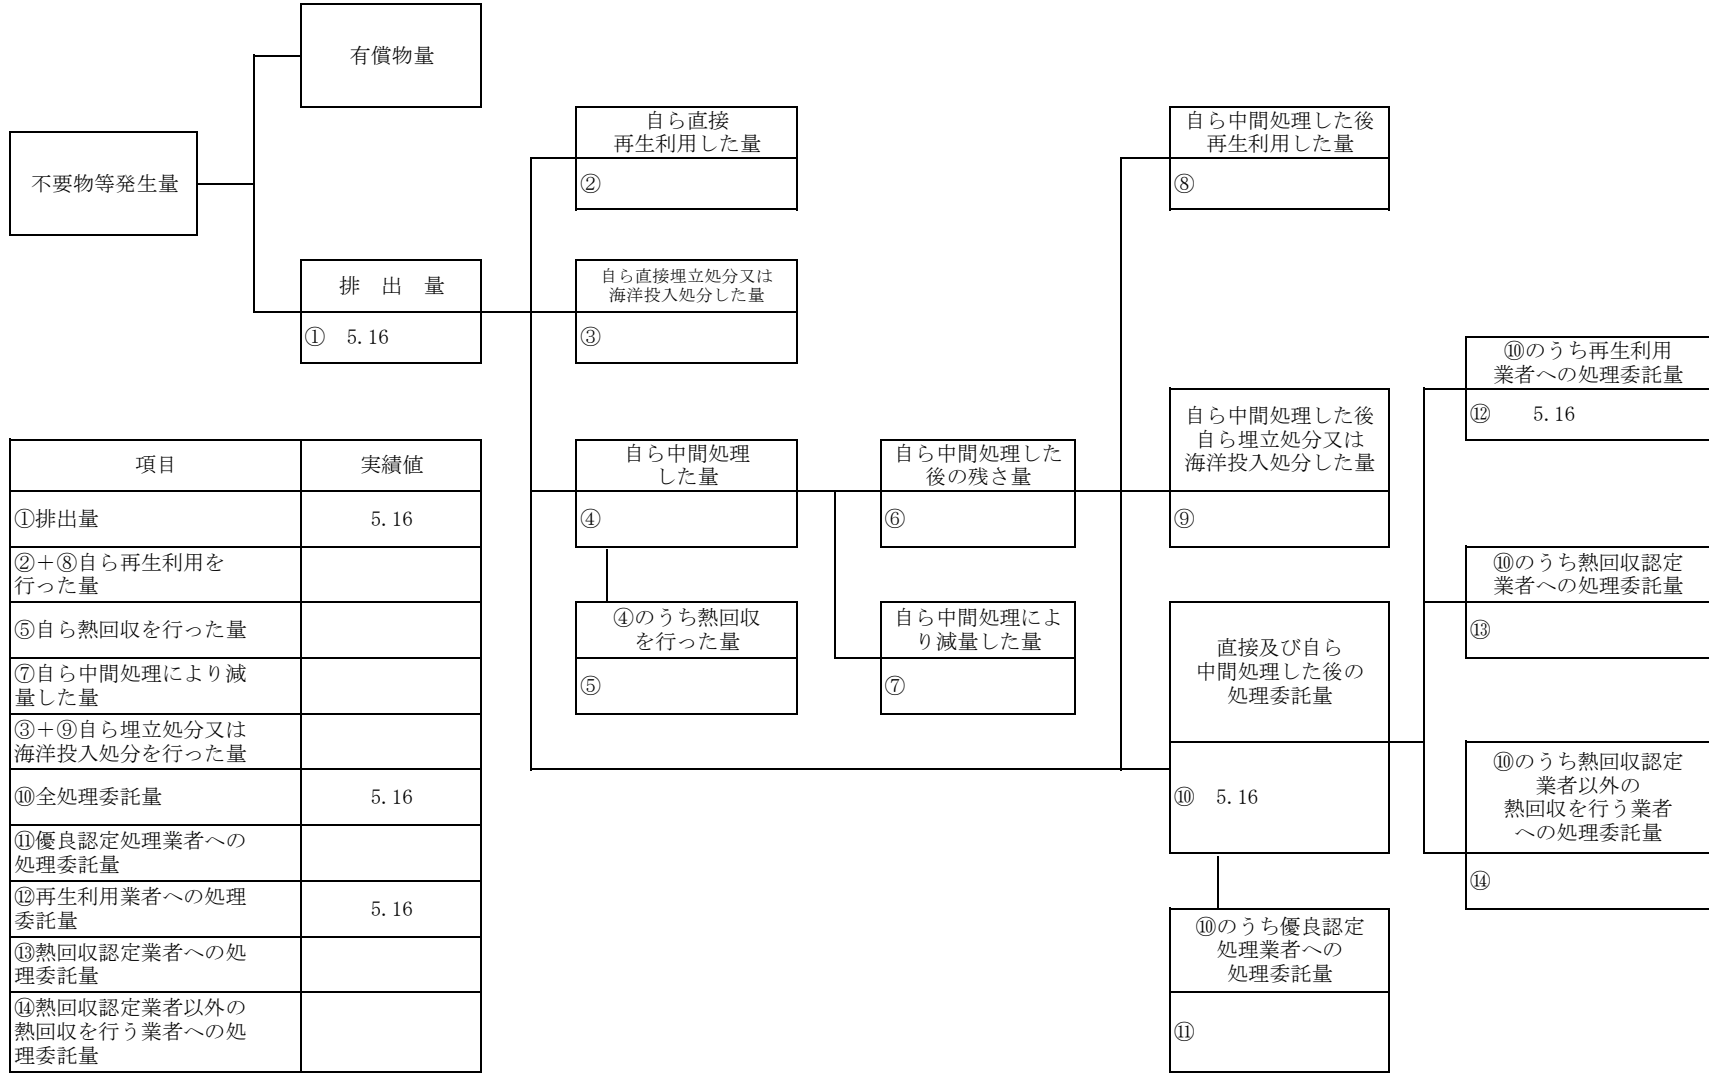 有償物量
不要物等発生量
排　出　量
① 5.16
自ら直接
再生利用した量
②
自ら直接埋立処分又は
海洋投入処分した量
③
自ら中間処理
した量
④
④のうち熱回収
を行った量
⑤
自ら中間処理した
後の残さ量
⑥
自ら中間処理によ
り減量した量
⑦
自ら中間処理した後
再生利用した量
⑧
自ら中間処理した後
自ら埋立処分又は
海洋投入処分した量
⑨
直接及び自ら
中間処理した後の
処理委託量
⑩ 5.16
⑩のうち優良認定
処理業者への
処理委託量
⑪
⑩のうち再生利用
業者への処理委託量
⑫ 5.16
⑩のうち熱回収認定
業者への処理委託量
⑬
⑩のうち熱回収認定
業者以外の
熱回収を行う業者
への処理委託量
⑭
項目 実績値
①排出量 5.16
②＋⑧自ら再生利用を
行った量
⑤自ら熱回収を行った量
⑦自ら中間処理により減
量した量
③＋⑨自ら埋立処分又は
海洋投入処分を行った量
⑩全処理委託量 5.16
⑪優良認定処理業者への
処理委託量
⑫再生利用業者への処理
委託量 5.16
⑬熱回収認定業者への処
理委託量
⑭熱回収認定業者以外の
熱回収を行う業者への処
理委託量